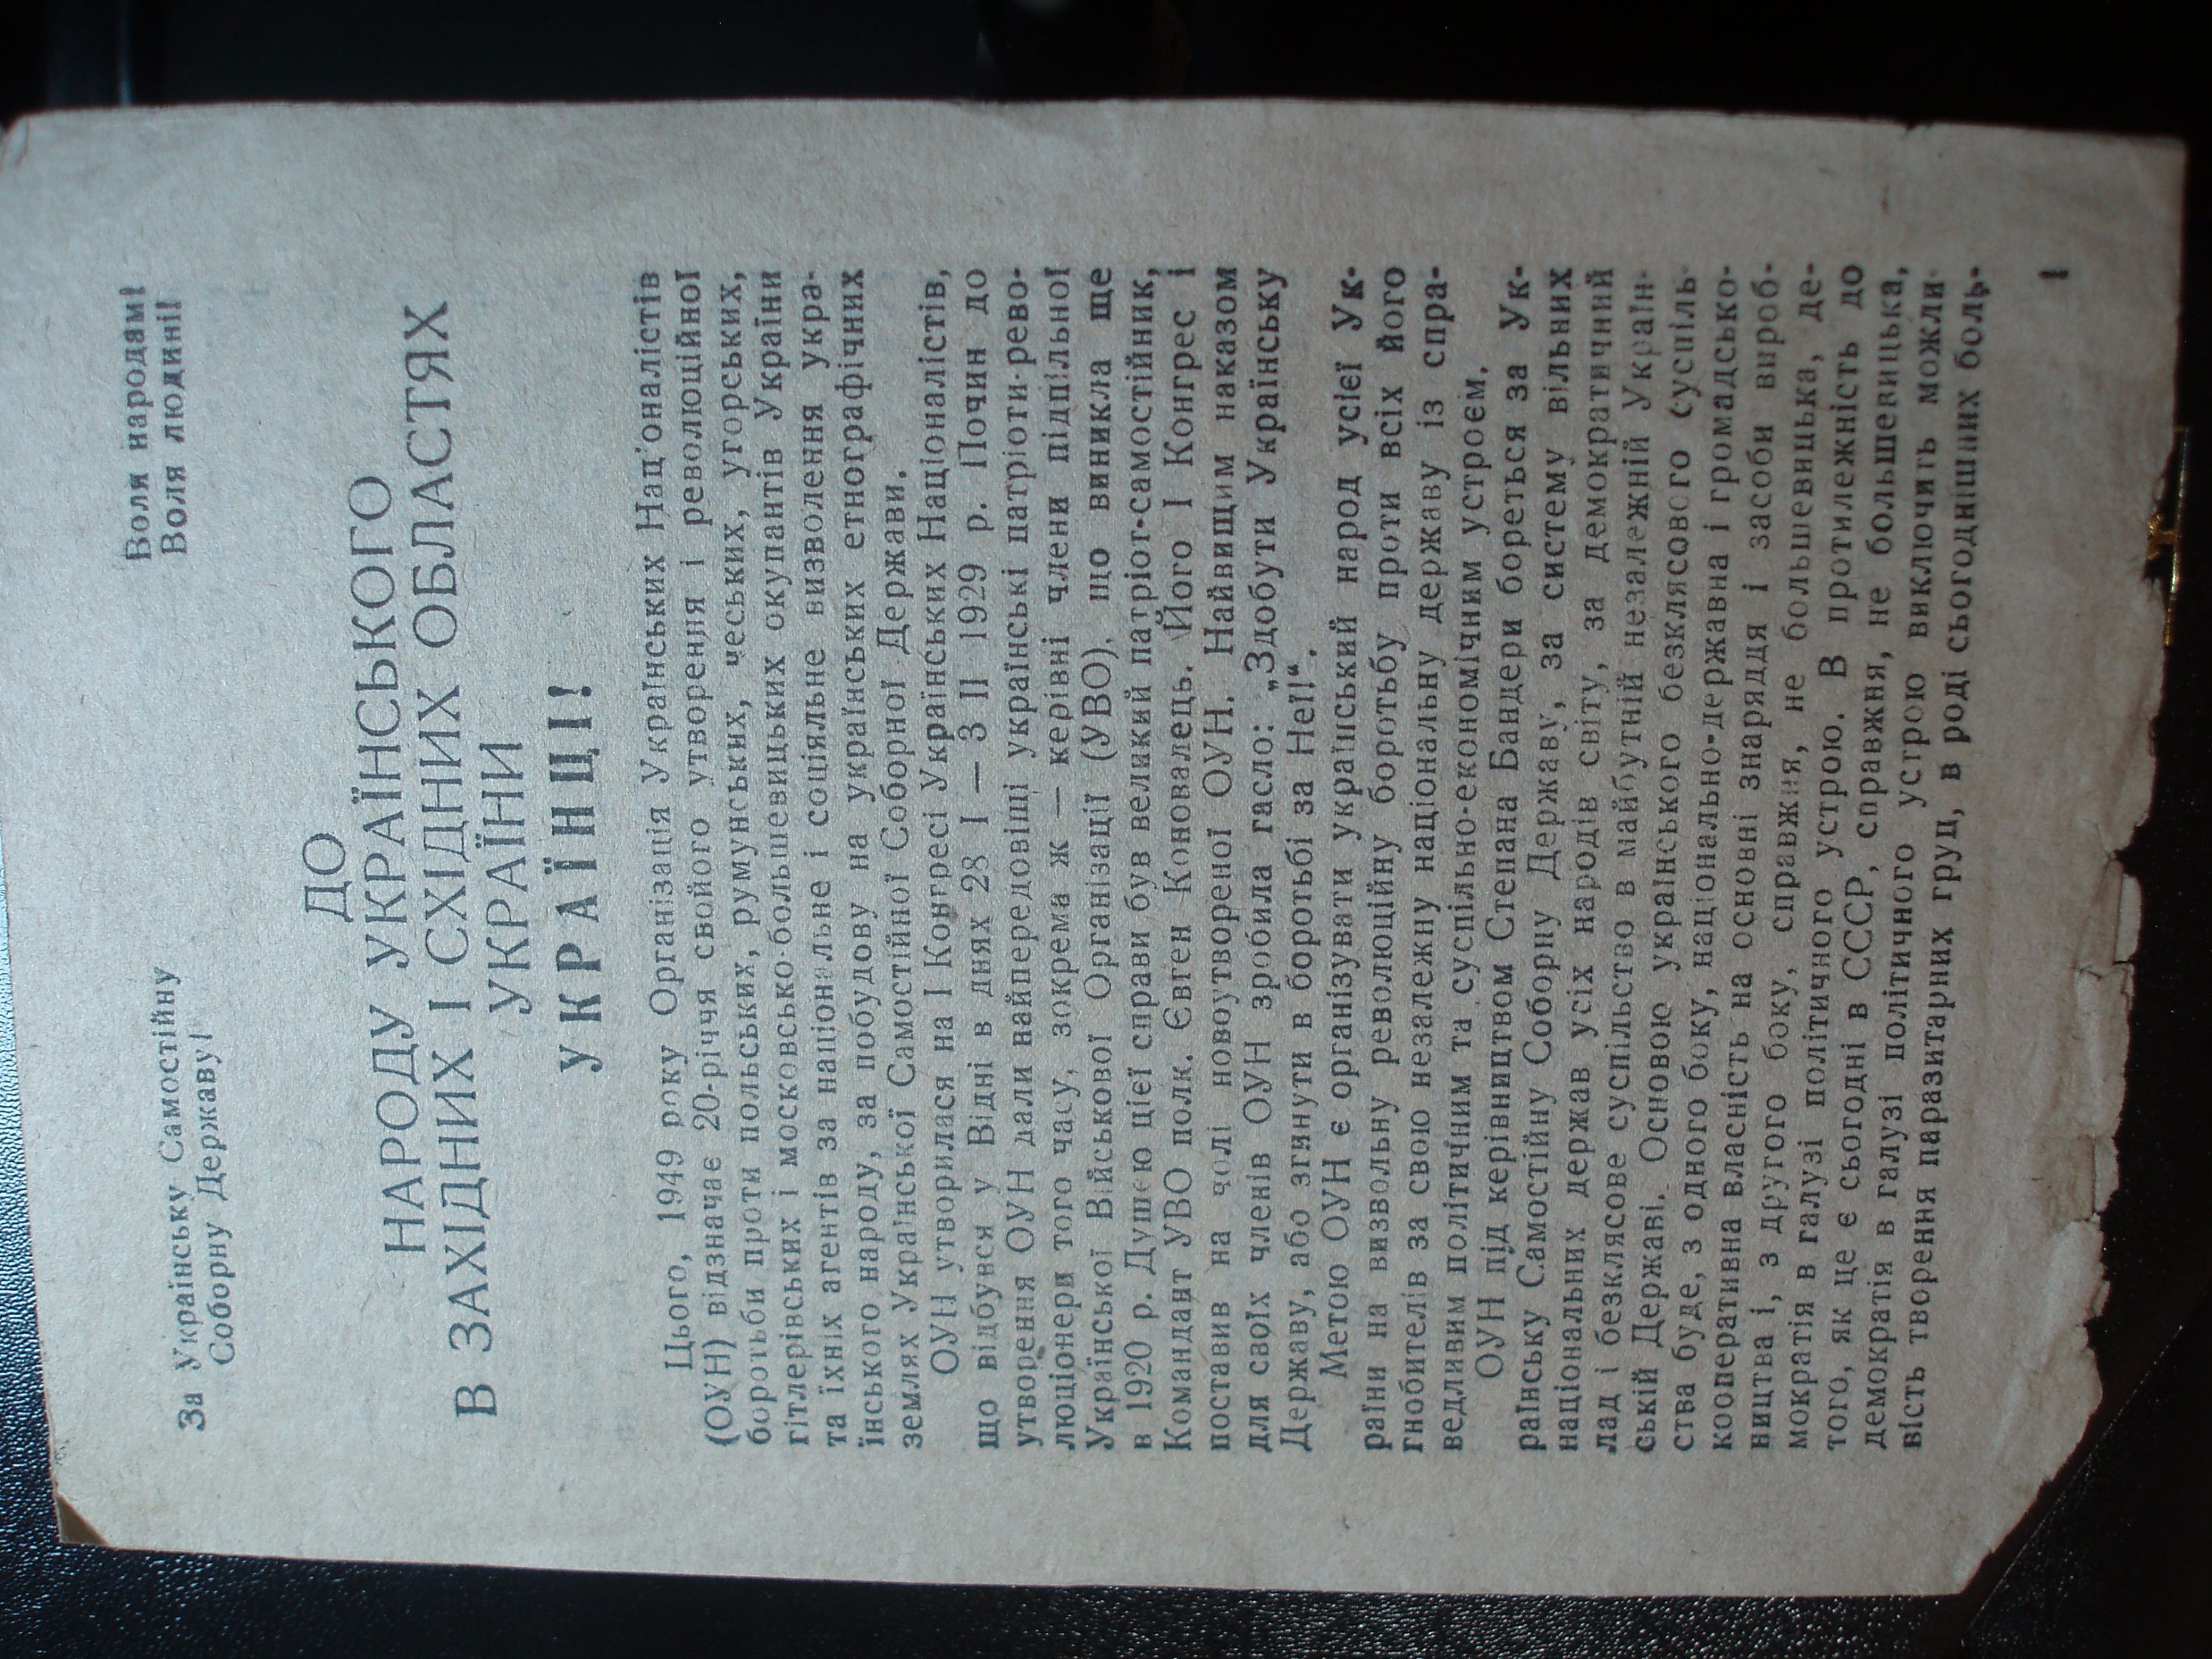 За Українську Самостійну
Соборну Державу!
Воля народам!
Воля людині!
ДО
НАРОДУ УКРАЇНСЬКОГО
В ЗАХІДНИХ І СХІДНИХ ОБЛАСТЯХ
УКРАЇНИ
УКРАЇНЦІ!
Цього, 1949 року Організація Українських Нац'оналістів
(ОУН) відзначає 20-річчя свойого утворення і революційної
боротьби проти польських, румунських, чеських, угорських,
гітлерівських і московсько-большевицьких окупантів України
та їхніх агентів за національне і соціяльне визволення укра-
їнського народу, за побудову на українських етнографічних
землях Української Самостійної Соборної Держави.
ОУН утворилася на І Конгресі Українських Націоналістів,
що відбувся у Відні в днях 28 І — 3 ІІ 1929 р. Почин до
утворення ОУН дали найпередовіші українські патріоти-рево-
люціонери того часу, зокрема ж — керівні члени підпільної
Української Військової Організації (УВО), що виникла ще
в 1920 р. Душею цієї справи був великий патріот-самостійник,
Командант УВО полк. Євген Коновалець. Його І Конгрес і
поставив на чолі новоутвореної ОУН. Найвищим наказом
для своїх членів ОУН зробила гасло: „Здобути Українську
Державу, або згинути в боротьбі за Неї!“.
Метою ОУН є організувати український народ усієї Ук-
раїни на визвольну революційну боротьбу проти всіх його
гнобителів за свою незалежну національну державу із спра-
ведливим політичним та суспільно-економічним устроєм.
ОУН під керівництвом Степана Бандери бореться за Ук-
раїнську Самостійну Соборну Державу, за систему вільних
національних держав усіх народів світу, за демократичний
лад і безклясове суспільство в майбутній незалежній Україн-
ській Державі. Основою українського безклясового суспіль-
ства буде, з одного боку, національно-державна і громадсько-
кооперативна власність на основні знаряддя і засоби вироб-
ництва і, з другого боку, справжня, не большевицька, де-
мократія в галузі політичного устрою. В протилежність до
того, як це є сьогодні в СССР, справжня, не большевицька,
демократія в галузі політичного устрою виключить можли-
вість творення паразитарних груп, в роді сьогоднішних боль-
1